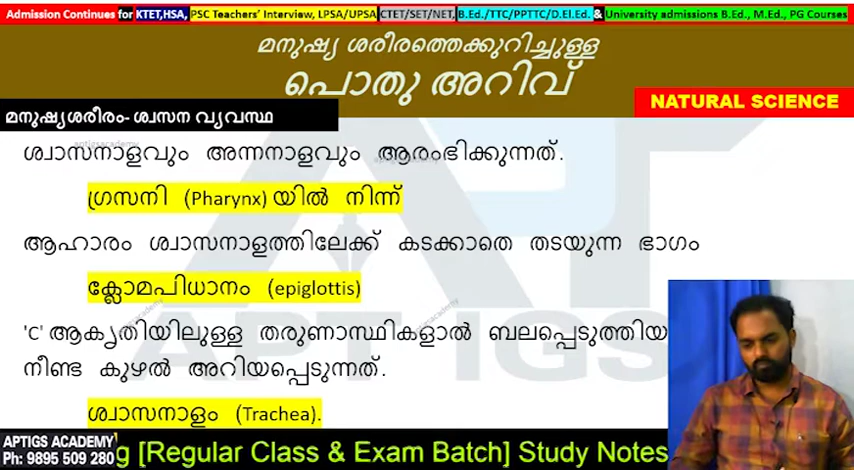 Admission Continues for KTET,HSA, PSC Teachers' Interview, LPSA/UPSA CTET/SET/NET, B.Ed./TTC/PPTTC/D.El.Ed. & University admissions B.Ed., M.Ed., PG Courses
മനുഷ്യ ശരീരത്തെക്കുറിച്ചുള്ള
പൊതു അറിവ്
NATURAL SCIENCE
മനുഷ്യശരീരം- ശ്വസന വ്യവസ്ഥ
aptigsacademy
ശ്വാസനാളവും അന്നനാളവും ആരംഭിക്കുന്നത്.
ഗ്രസനി (Pharynx) യിൽ നിന്ന്
ആഹാരം ശ്വാസനാളത്തിലേക്ക് കടക്കാതെ തടയുന്ന ഭാഗം
ക്ലോമപിധാനം (epiglottis)
APTIGS
'C' ആകൃതിയിലുള്ള തരുണാസ്ഥികളാൽ ബലപ്പെടുത്തിയ
നീണ്ട കുഴൽ അറിയപ്പെടുന്നത്.
ശ്വാസനാളം (Trachea).
APTIGS ACADEMY
Ph: 9895 509 280
g [Regular Class & Exam Batch] Study Notes